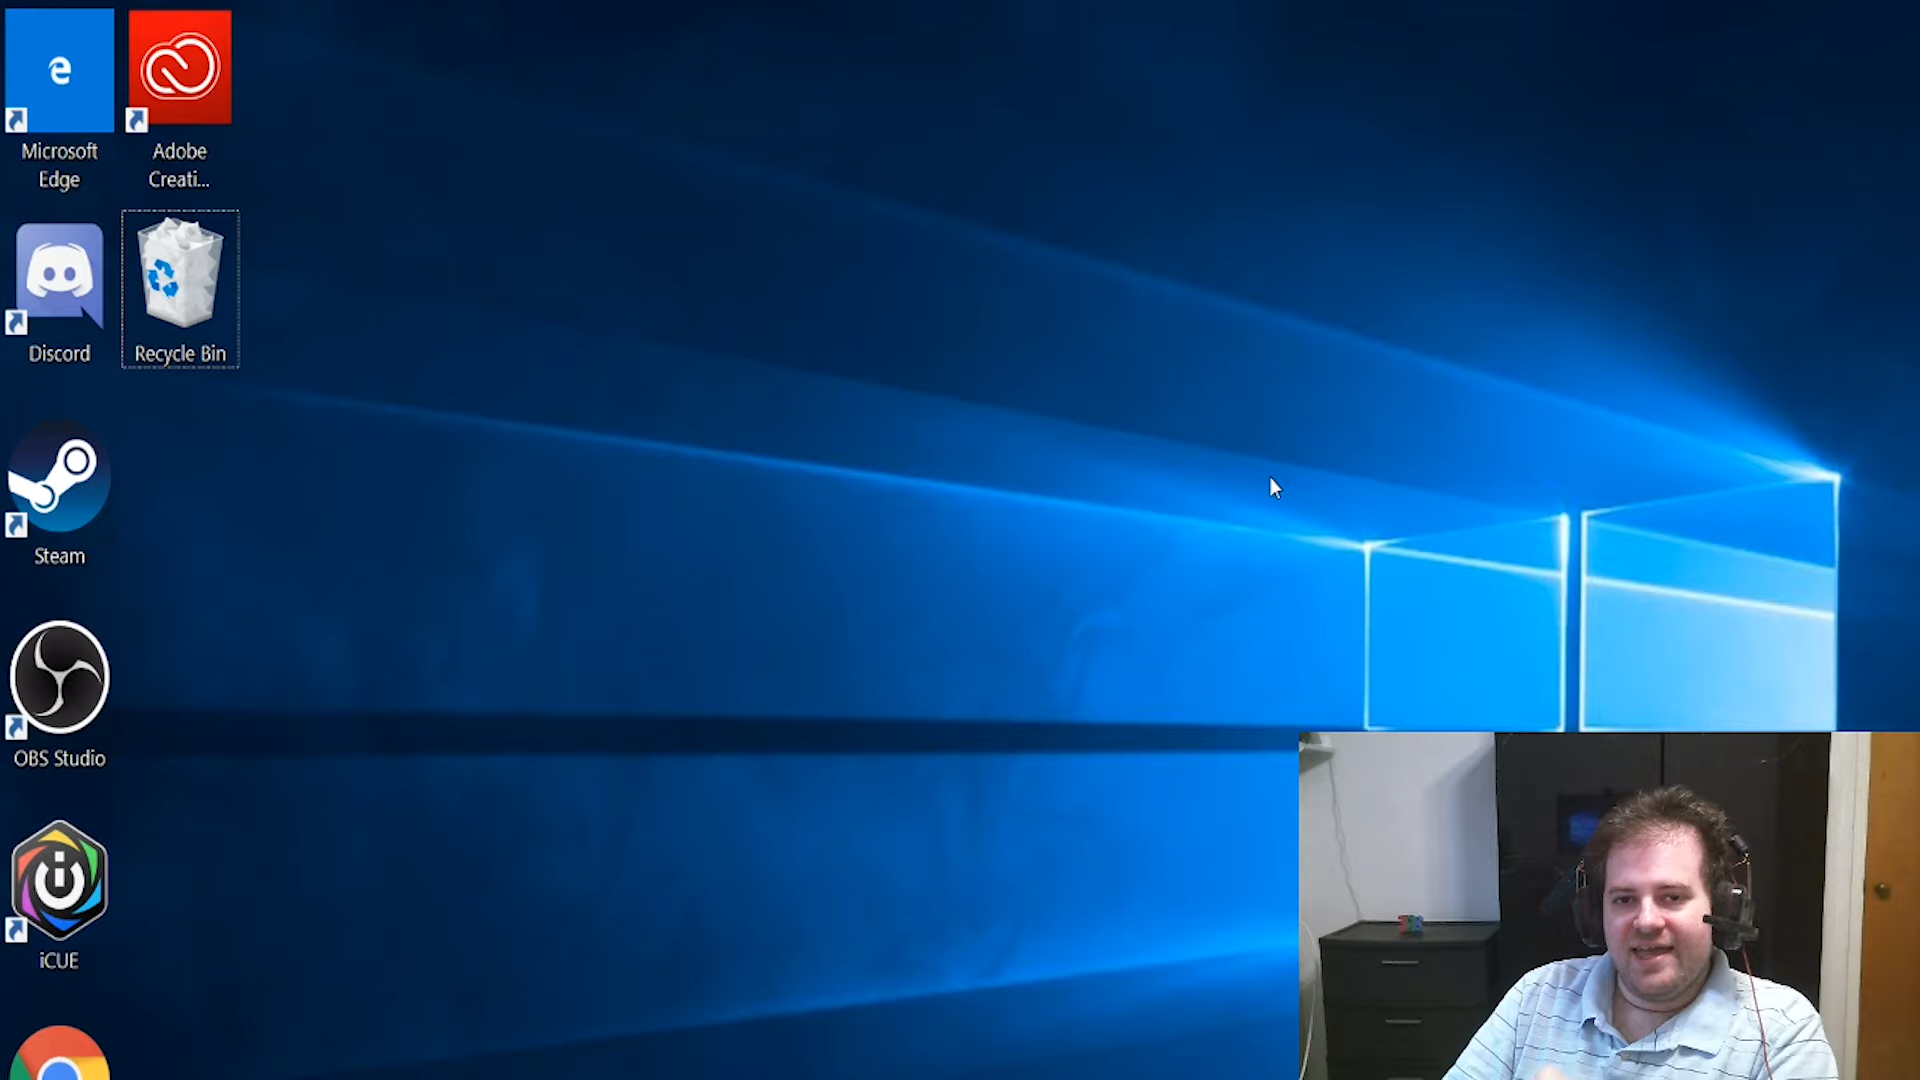 Microsoft
Edge
Adobe
Creati...
Discord
Recycle Bin
Steam
OBS Studio
iCUE